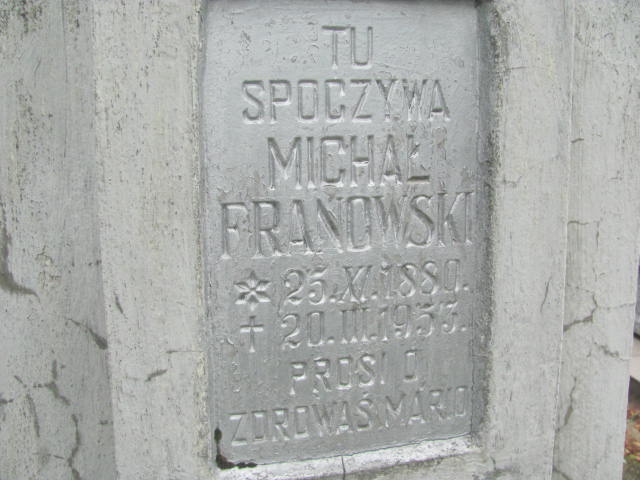 TU
SPOCZYWA
MICHAŁ
FRANOWSKI
* 25.XI.1880.
† 20.III.1953.
PROSI O
ZDROWAŚ MARIO